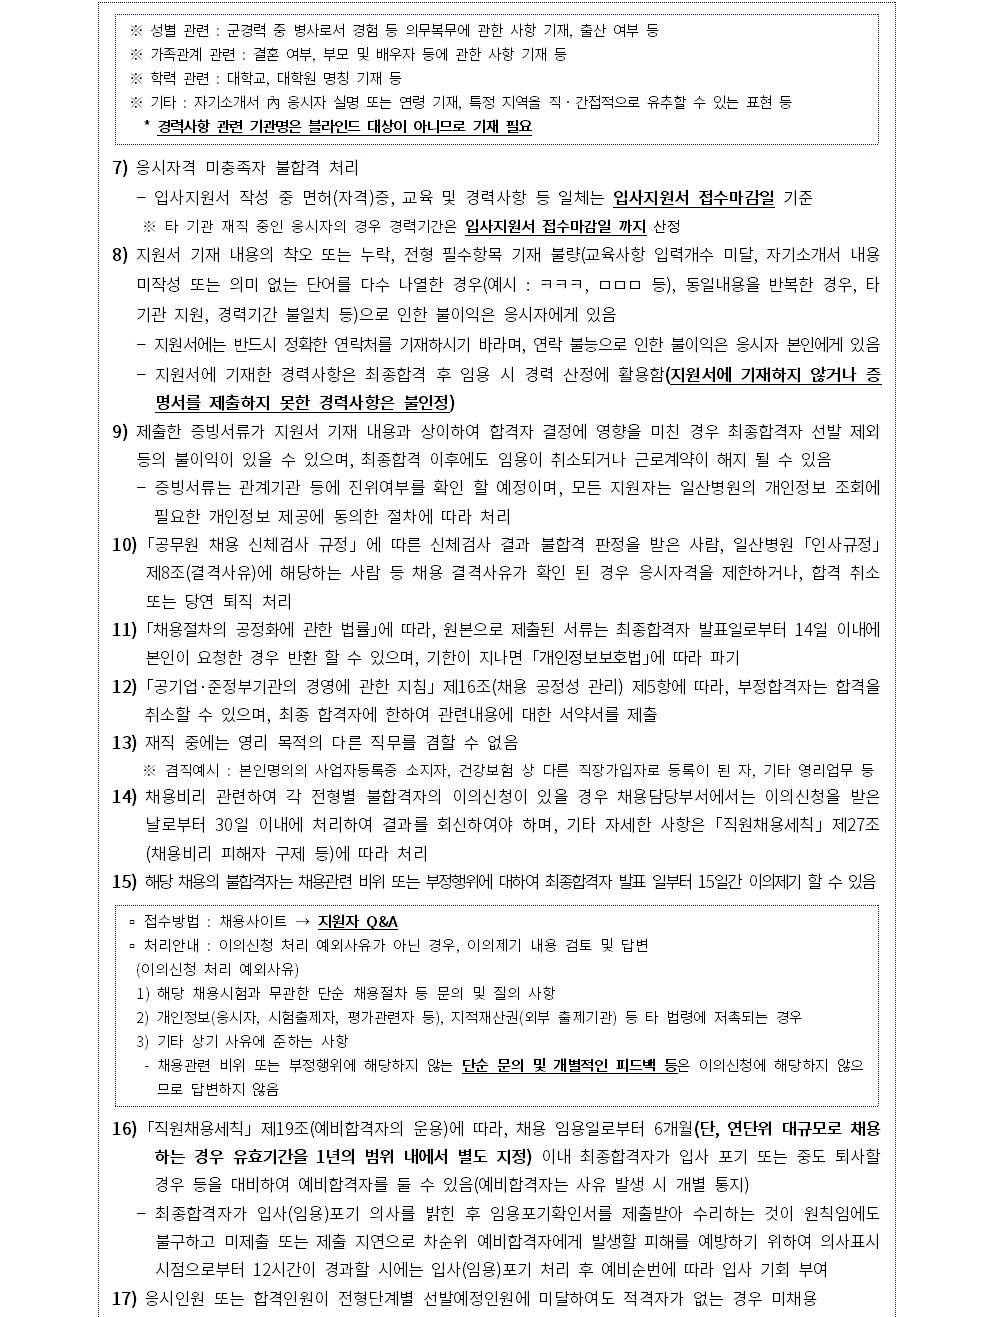 ※ 성별 관련 : 군경력 중 병사로서 경험 등 의무복무에 관한 사항 기재, 출산 여부 등
※ 가족관계 관련 : 결혼 여부, 부모 및 배우자 등에 관한 사항 기재 등
※ 학력 관련 : 대학교, 대학원 명칭 기재 등
※ 기타 : 자기소개서 內 응시자 실명 또는 연령 기재, 특정 지역을 직·간접적으로 유추할 수 있는 표현 등
* 경력사항 관련 기관명은 블라인드 대상이 아니므로 기재 필요
7) 응시자격 미충족자 불합격 처리
− 입사지원서 작성 중 면허(자격)증, 교육 및 경력사항 등 일체는 입사지원서 접수마감일 기준
※ 타 기관 재직 중인 응시자의 경우 경력기간은 입사지원서 접수마감일 까지 산정
8) 지원서 기재 내용의 착오 또는 누락, 전형 필수항목 기재 불량(교육사항 입력개수 미달, 자기소개서 내용
미작성 또는 의미 없는 단어를 다수 나열한 경우(예시 : ㅋㅋㅋ, ㅁㅁㅁ 등), 동일내용을 반복한 경우, 타
기관 지원, 경력기간 불일치 등)으로 인한 불이익은 응시자에게 있음
− 지원서에는 반드시 정확한 연락처를 기재하시기 바라며, 연락 불능으로 인한 불이익은 응시자 본인에게 있음
− 지원서에 기재한 경력사항은 최종합격 후 임용 시 경력 산정에 활용함(지원서에 기재하지 않거나 증
명서를 제출하지 못한 경력사항은 불인정)
9) 제출한 증빙서류가 지원서 기재 내용과 상이하여 합격자 결정에 영향을 미친 경우 최종합격자 선발 제외
등의 불이익이 있을 수 있으며, 최종합격 이후에도 임용이 취소되거나 근로계약이 해지 될 수 있음
− 증빙서류는 관계기관 등에 진위여부를 확인 할 예정이며, 모든 지원자는 일산병원의 개인정보 조회에
필요한 개인정보 제공에 동의한 절차에 따라 처리
10) 「공무원 채용 신체검사 규정」에 따른 신체검사 결과 불합격 판정을 받은 사람, 일산병원 「인사규정」
제8조(결격사유)에 해당하는 사람 등 채용 결격사유가 확인 된 경우 응시자격을 제한하거나, 합격 취소
또는 당연 퇴직 처리
11) 「채용절차의 공정화에 관한 법률」에 따라, 원본으로 제출된 서류는 최종합격자 발표일로부터 14일 이내에
본인이 요청한 경우 반환 할 수 있으며, 기한이 지나면 「개인정보보호법」에 따라 파기
12) 「공기업·준정부기관의 경영에 관한 지침」 제16조(채용 공정성 관리) 제5항에 따라, 부정합격자는 합격을
취소할 수 있으며, 최종 합격자에 한하여 관련내용에 대한 서약서를 제출
13) 재직 중에는 영리 목적의 다른 직무를 겸할 수 없음
※ 겸직예시 : 본인명의의 사업자등록증 소지자, 건강보험 상 다른 직장가입자로 등록이 된 자, 기타 영리업무 등
14) 채용비리 관련하여 각 전형별 불합격자의 이의신청이 있을 경우 채용담당부서에서는 이의신청을 받은
날로부터 30일 이내에 처리하여 결과를 회신하여야 하며, 기타 자세한 사항은 「직원채용세칙」 제27조
(채용비리 피해자 구제 등)에 따라 처리
15) 해당 채용의 불합격자는 채용관련 비위 또는 부정행위에 대하여 최종합격자 발표 일부터 15일간 이의제기 할 수 있음
▫ 접수방법 : 채용사이트 → 지원자 Q&A
▫ 처리안내 : 이의신청 처리 예외사유가 아닌 경우, 이의제기 내용 검토 및 답변
(이의신청 처리 예외사유)
1) 해당 채용시험과 무관한 단순 채용절차 등 문의 및 질의 사항
2) 개인정보(응시자, 시험출제자, 평가관련자 등), 지적재산권(외부 출제기관) 등 타 법령에 저촉되는 경우
3) 기타 상기 사유에 준하는 사항
- 채용관련 비위 또는 부정행위에 해당하지 않는 단순 문의 및 개별적인 피드백 등은 이의신청에 해당하지 않으
므로 답변하지 않음
16) 「직원채용세칙」 제19조(예비합격자의 운용)에 따라, 채용 임용일로부터 6개월(단, 연단위 대규모로 채용
하는 경우 유효기간을 1년의 범위 내에서 별도 지정) 이내 최종합격자가 입사 포기 또는 중도 퇴사할
경우 등을 대비하여 예비합격자를 둘 수 있음(예비합격자는 사유 발생 시 개별 통지)
− 최종합격자가 입사(임용)포기 의사를 밝힌 후 임용포기확인서를 제출받아 수리하는 것이 원칙임에도
불구하고 미제출 또는 제출 지연으로 차순위 예비합격자에게 발생할 피해를 예방하기 위하여 의사표시
시점으로부터 12시간이 경과할 시에는 입사(임용)포기 처리 후 예비순번에 따라 입사 기회 부여
17) 응시인원 또는 합격인원이 전형단계별 선발예정인원에 미달하여도 적격자가 없는 경우 미채용